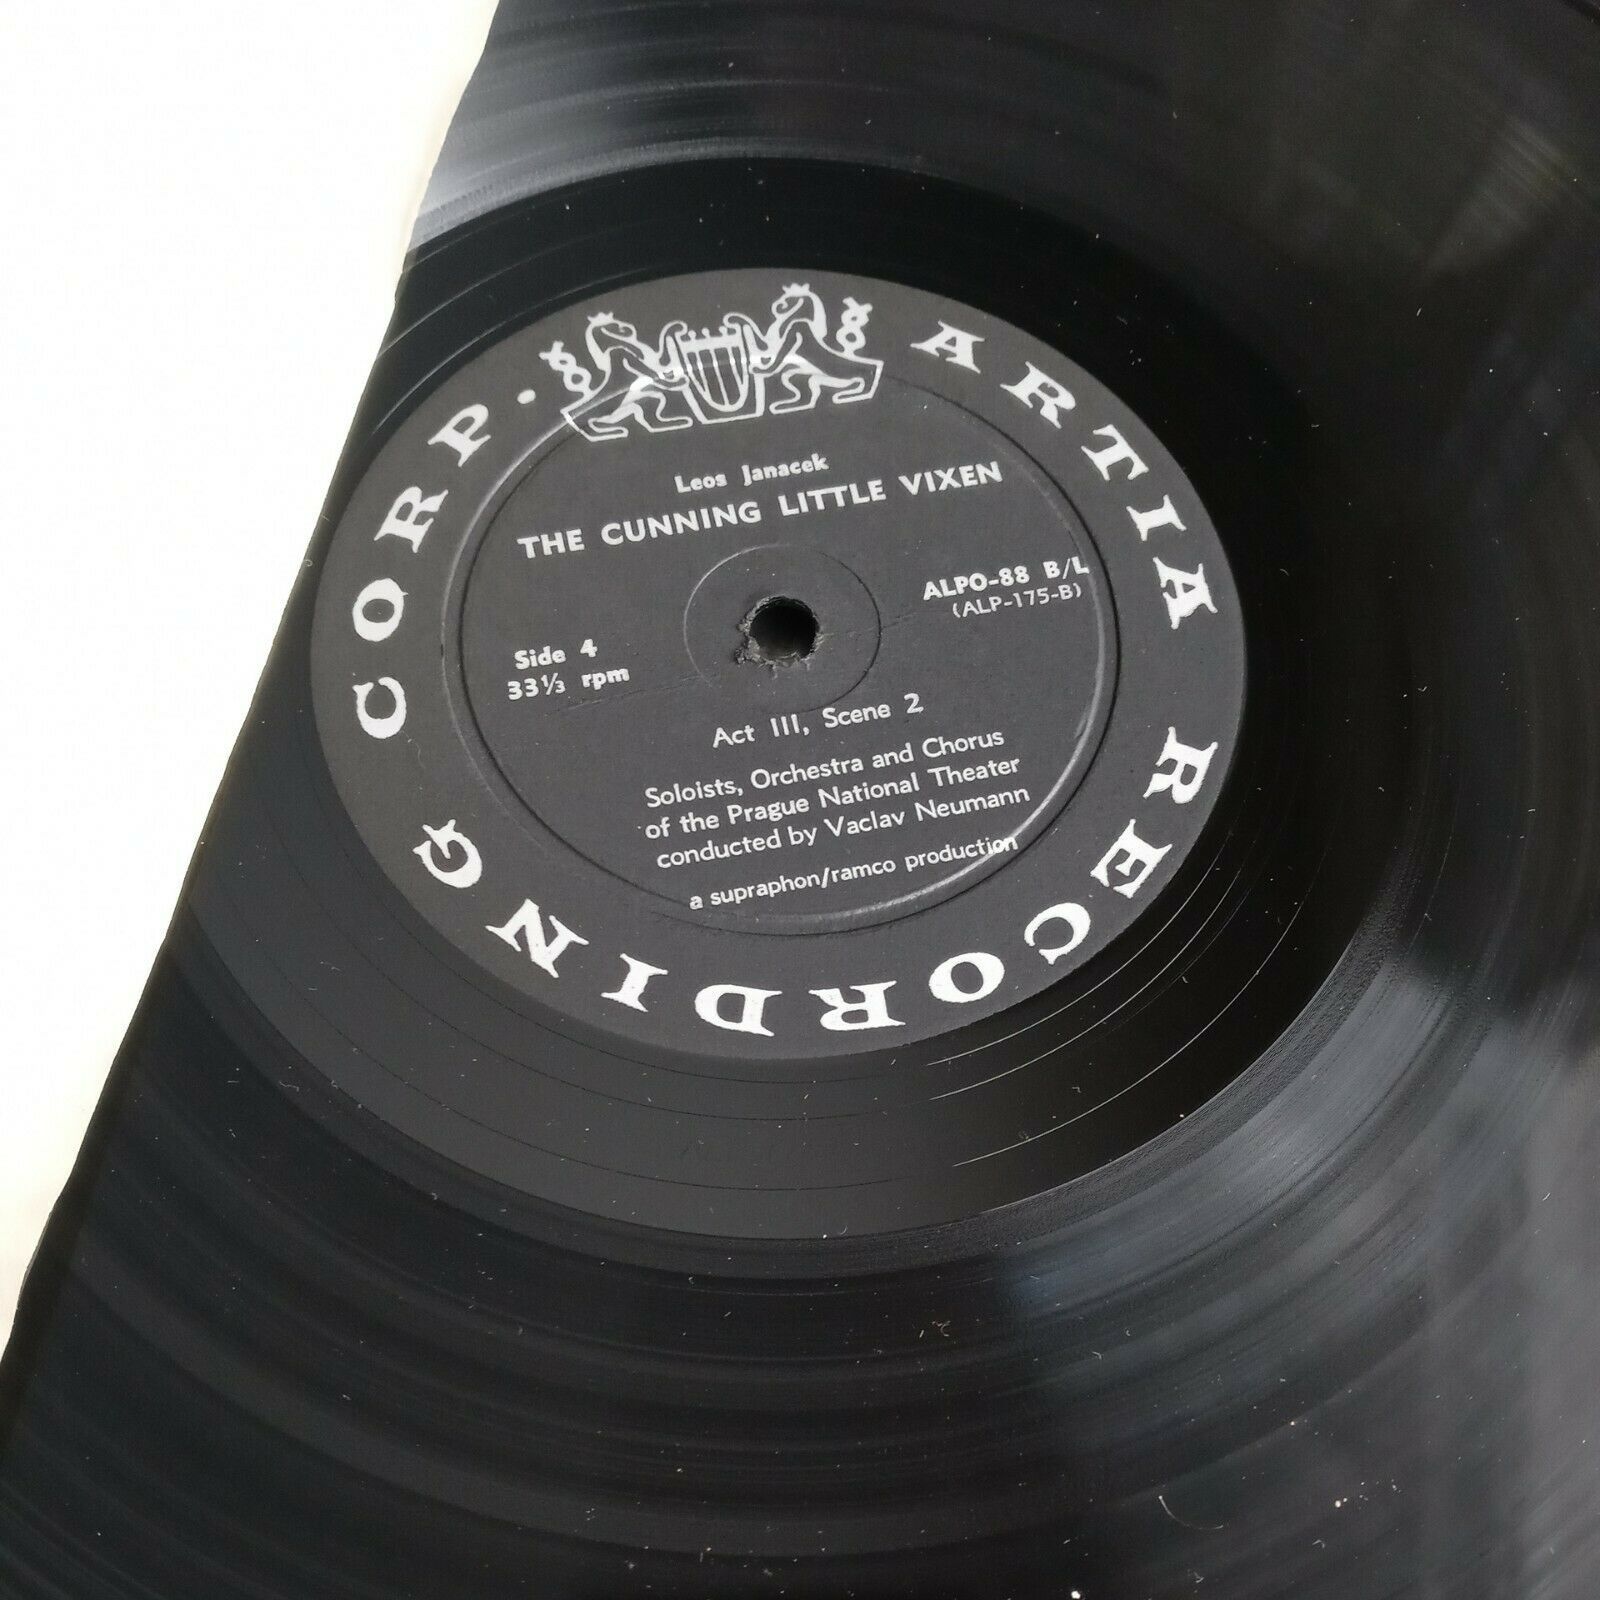 ARTIA RECORDING CORP.
Leos Janacek
THE CUNNING LITTLE VIXEN
ALPO-88 B/L
(ALP-175-B)
Side 4
33⅓ rpm
Act III, Scene 2
Soloists, Orchestra and Chorus
of the Prague National Theater
conducted by Vaclav Neumann
a supraphon/ramco production